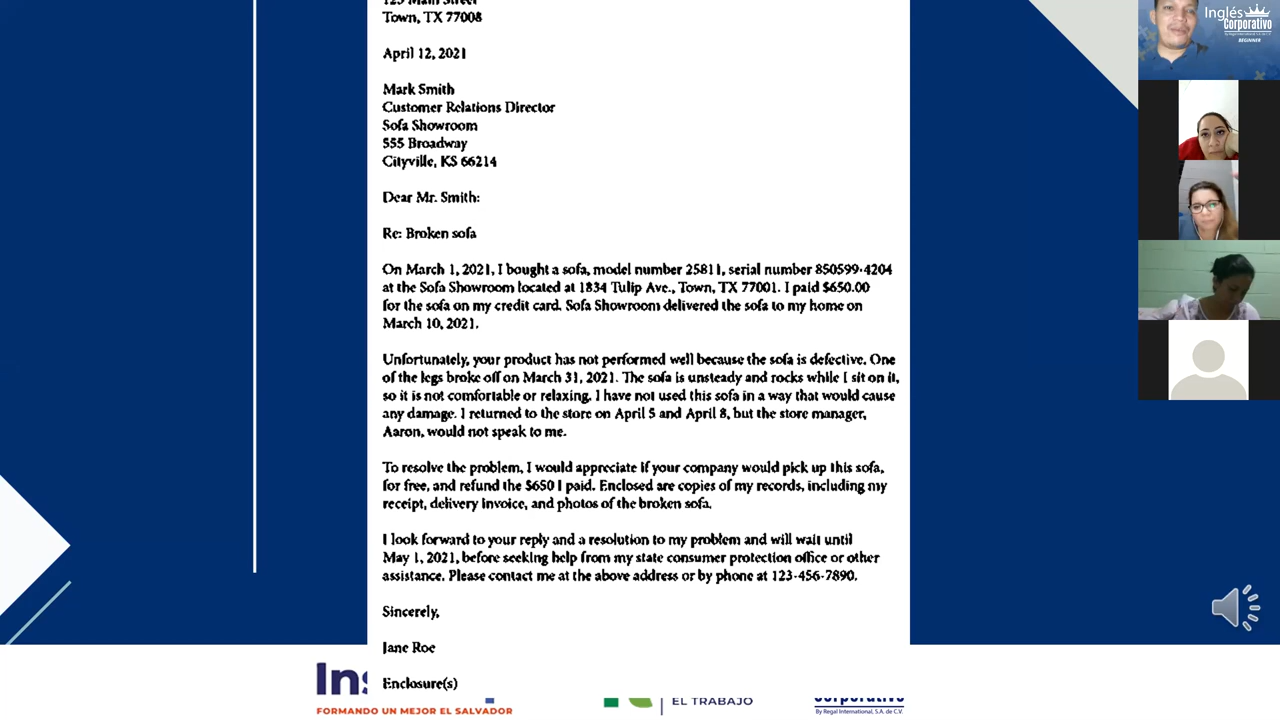 123 Main Street
Town, TX 77008
April 12, 2021
Mark Smith
Customer Relations Director
Sofa Showroom
555 Broadway
Cityville, KS 66214
Dear Mr. Smith:
Re: Broken sofa
On March 1, 2021, I bought a sofa, model number 25811, serial number 850599-4204
at the Sofa Showroom located at 1834 Tulip Ave., Town, TX 77001. I paid $650.00
for the sofa on my credit card. Sofa Showroom delivered the sofa to my home on
March 10, 2021.
Unfortunately, your product has not performed well because the sofa is defective. One
of the legs broke off on March 31, 2021. The sofa is unsteady and rocks while I sit on it,
so it is not comfortable or relaxing. I have not used this sofa in a way that would cause
any damage. I returned to the store on April 5 and April 8, but the store manager,
Aaron, would not speak to me.
To resolve the problem, I would appreciate if your company would pick up this sofa,
for free, and refund the $650 I paid. Enclosed are copies of my records, including my
receipt, delivery invoice, and photos of the broken sofa.
I look forward to your reply and a resolution to my problem and will wait until
May 1, 2021, before seeking help from my state consumer protection office or other
assistance. Please contact me at the above address or by phone at 123-456-7890.
Sincerely,
Jane Roe
Enclosure(s)
FORMANDO UN MEJOR EL SALVADOR
EL TRABAJO
corporativo
By Regal International, S.A. de C.V.
Inglés
corporativo
By Regal International, S.A. de C.V.
BEGINNER